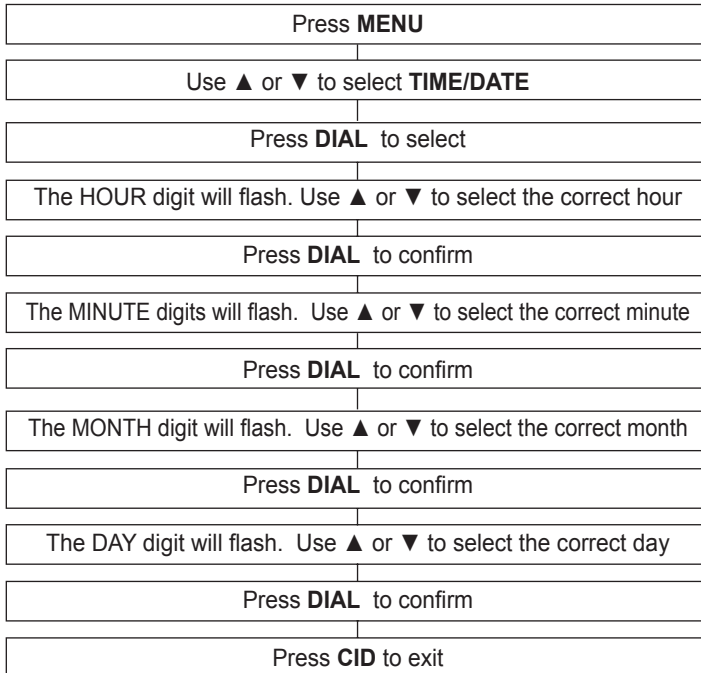 Press MENU
Use ▲ or ▼ to select TIME/DATE
Press DIAL to select
The HOUR digit will flash. Use ▲ or ▼ to select the correct hour
Press DIAL to confirm
The MINUTE digits will flash. Use ▲ or ▼ to select the correct minute
Press DIAL to confirm
The MONTH digit will flash. Use ▲ or ▼ to select the correct month
Press DIAL to confirm
The DAY digit will flash. Use ▲ or ▼ to select the correct day
Press DIAL to confirm
Press CID to exit